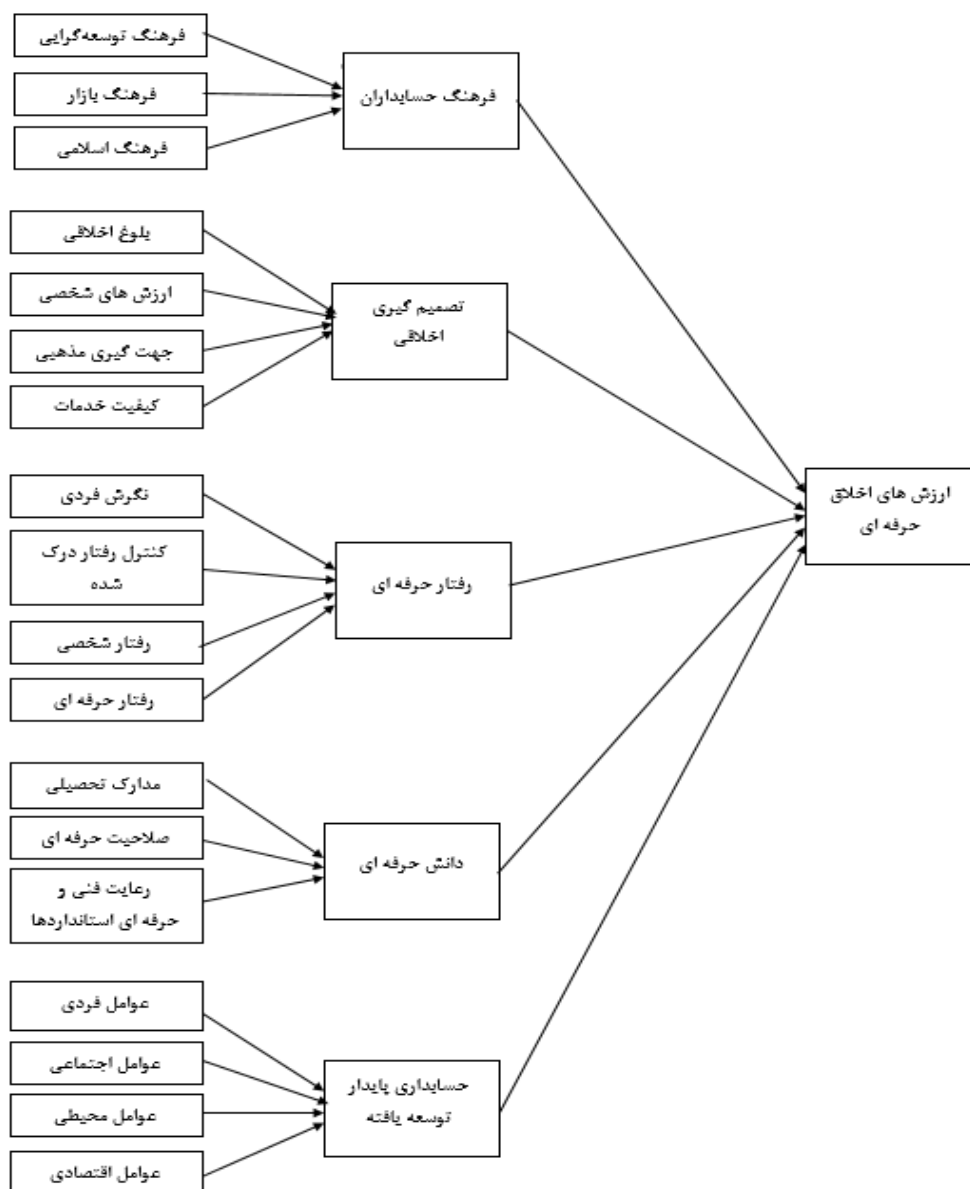 فرهنگ توسعه‌گرایی
فرهنگ بازار
فرهنگ اسلامی
فرهنگ حسابداران
بلوغ اخلاقی
ارزش های شخصی
جهت گیری مذهبی
کیفیت خدمات
تصمیم گیری
اخلاقی
نگرش فردی
کنترل رفتار درک
شده
رفتار شخصی
رفتار حرفه ای
رفتار حرفه ای
مدارک تحصیلی
صلاحیت حرفه ای
رعایت فنی و
حرفه ای استانداردها
دانش حرفه ای
عوامل فردی
عوامل اجتماعی
عوامل محیطی
عوامل اقتصادی
حسابداری پایدار
توسعه یافته
ارزش های اخلاق
حرفه ای